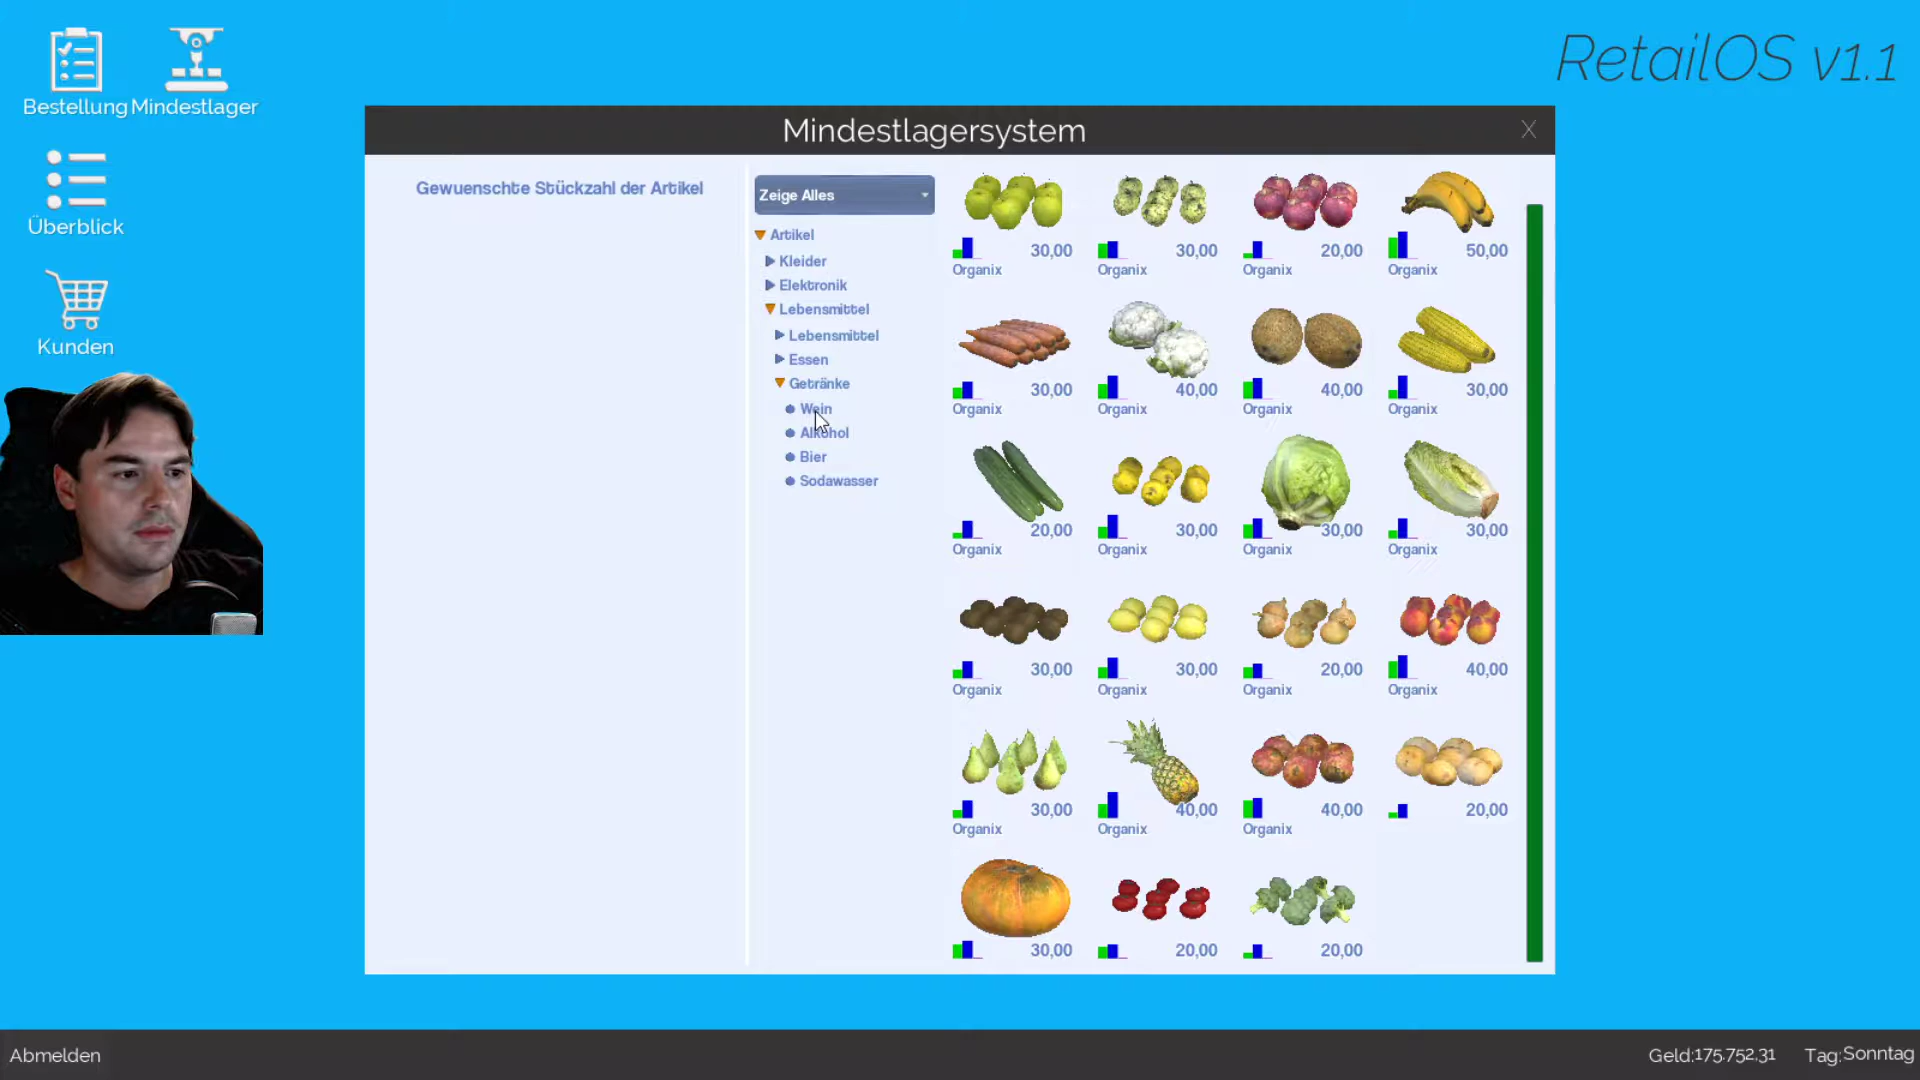 RetailOS v1.1
Bestellung
Mindestlager
Überblick
Kunden
Mindestlagersystem
X
Gewuenschte Stückzahl der Artikel
Zeige Alles
Artikel
Kleider
Elektronik
Lebensmittel
Lebensmittel
Essen
Getränke
Wein
Alkohol
Bier
Sodawasser
30,00 30,00 20,00 50,00
Organix Organix Organix Organix
30,00 40,00 40,00 30,00
Organix Organix Organix Organix
20,00 30,00 30,00 30,00
Organix Organix Organix Organix
30,00 30,00 20,00 40,00
Organix Organix Organix Organix
30,00 40,00 40,00 20,00
Organix Organix Organix
30,00 20,00 20,00
Abmelden
Geld:175.752,31 Tag:Sonntag